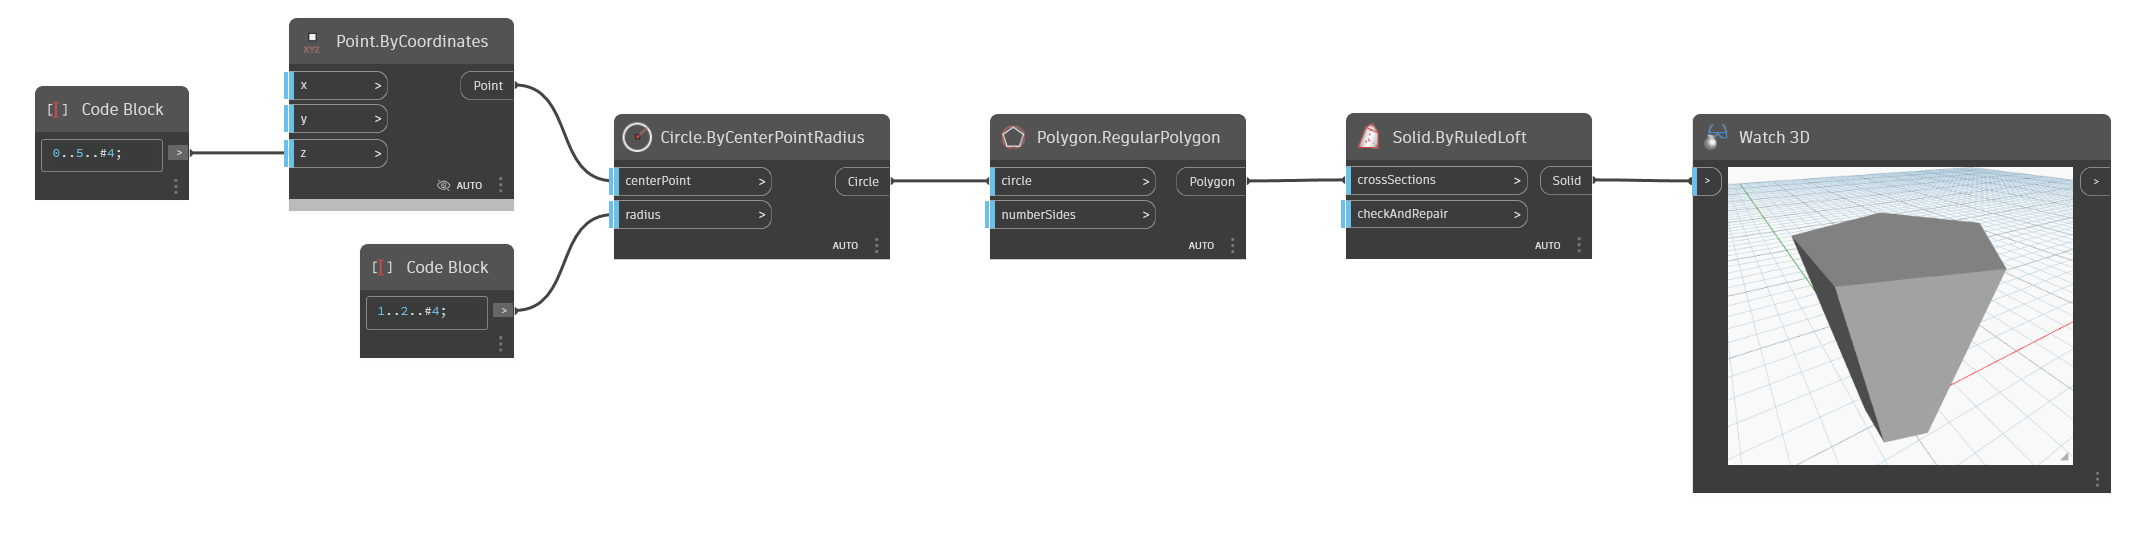 Code Block
0..5..#4;
>
XYZ
Point.ByCoordinates
x >
y >
z >
Point
AUTO
Code Block
1..2..#4;
>
Circle.ByCenterPointRadius
centerPoint >
radius >
Circle
AUTO
Polygon.RegularPolygon
circle >
numberSides >
Polygon
AUTO
Solid.ByRuledLoft
crossSections >
checkAndRepair >
Solid
AUTO
Watch 3D
>
>